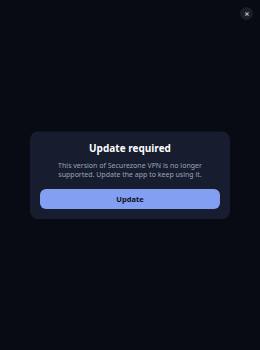 Update required
This version of Securezone VPN is no longer
supported. Update the app to keep using it.
Update